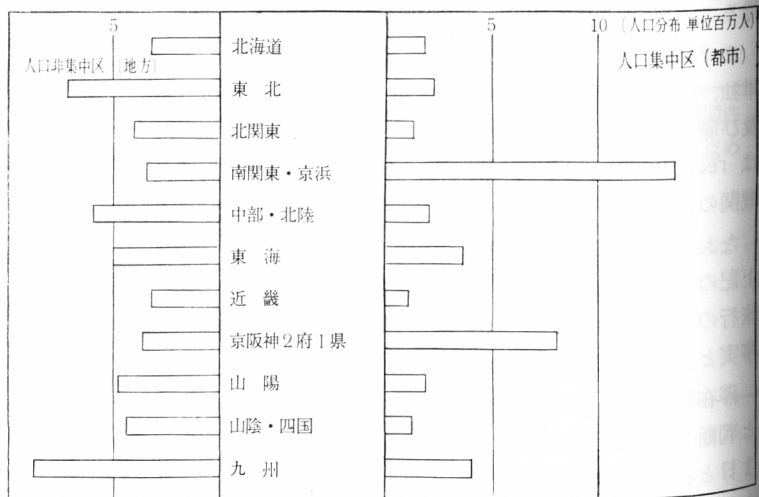 5 5 10 (人口分布 単位百万人)
人口非集中区 (地方) 人口集中区 (都市)
北海道
東 北
北関東
南関東・京浜
中部・北陸
東 海
近 畿
京阪神2府1県
山 陽
山陰・四国
九 州